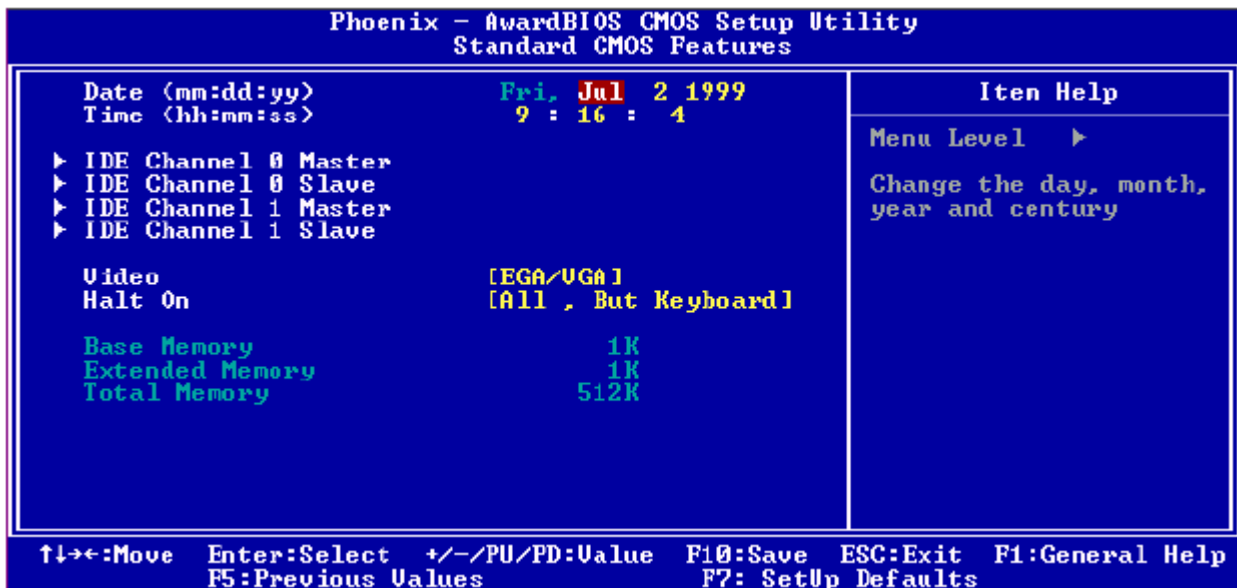 Phoenix - AwardBIOS CMOS Setup Utility
Standard CMOS Features
Date (mm:dd:yy) Fri, Jul 2 1999
Time (hh:mm:ss) 9 : 16 : 4
▶ IDE Channel 0 Master
▶ IDE Channel 0 Slave
▶ IDE Channel 1 Master
▶ IDE Channel 1 Slave
Video [EGA/VGA]
Halt On [All , But Keyboard]
Base Memory 1K
Extended Memory 1K
Total Memory 512K
Iten Help
Menu Level ▶
Change the day, month,
year and century
↑↓→←:Move Enter:Select +/-/PU/PD:Value F10:Save ESC:Exit F1:General Help
F5:Previous Values F7: SetUp Defaults